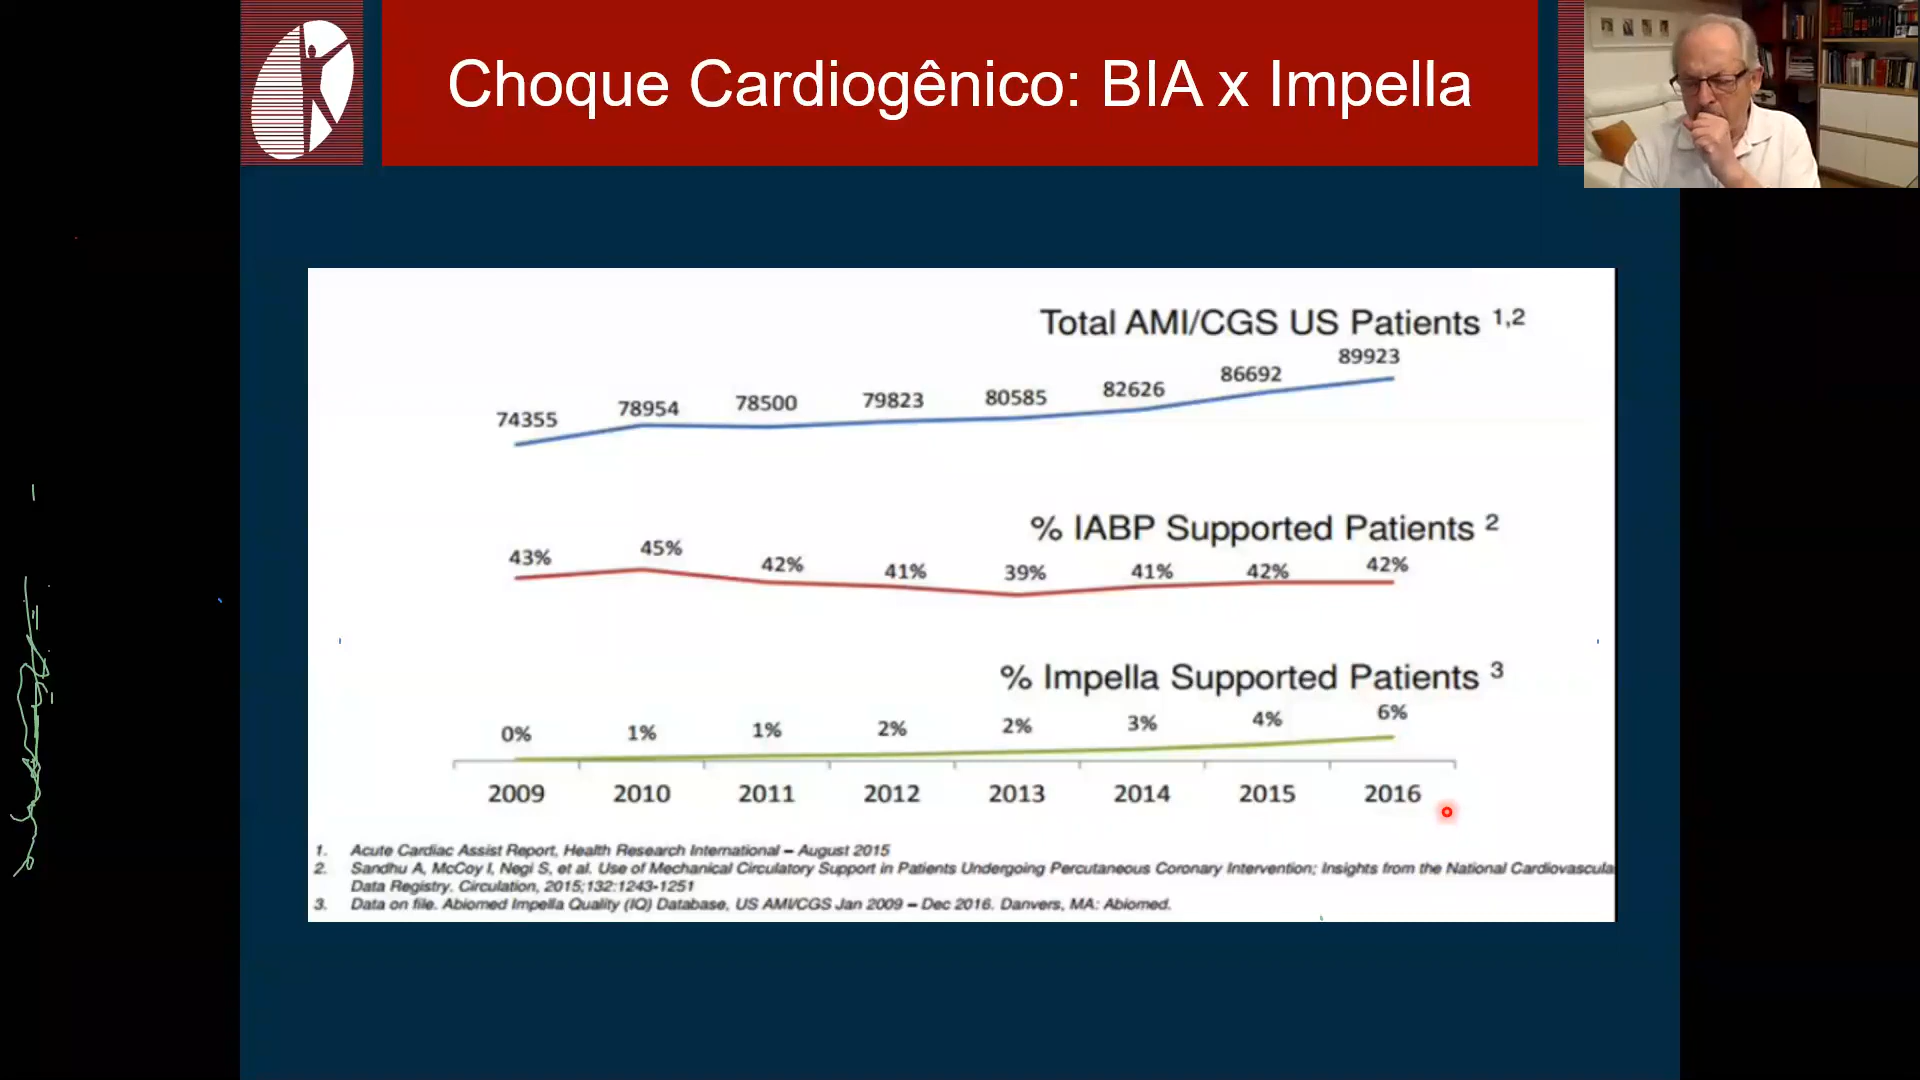 Choque Cardiogênico: BIA x Impella
Total AMI/CGS US Patients 1,2
74355 78954 78500 79823 80585 82626 86692 89923
% IABP Supported Patients 2
43% 45% 42% 41% 39% 41% 42% 42%
% Impella Supported Patients 3
0% 1% 1% 2% 2% 3% 4% 6%
2009 2010 2011 2012 2013 2014 2015 2016
1. Acute Cardiac Assist Report, Health Research International – August 2015
2. Sandhu A, McCoy I, Negi S, et al. Use of Mechanical Circulatory Support in Patients Undergoing Percutaneous Coronary Intervention; Insights from the National Cardiovascula
Data Registry. Circulation, 2015;132:1243-1251
3. Data on file. Abiomed Impella Quality (IQ) Database, US AMI/CGS Jan 2009 – Dec 2016. Danvers, MA: Abiomed.